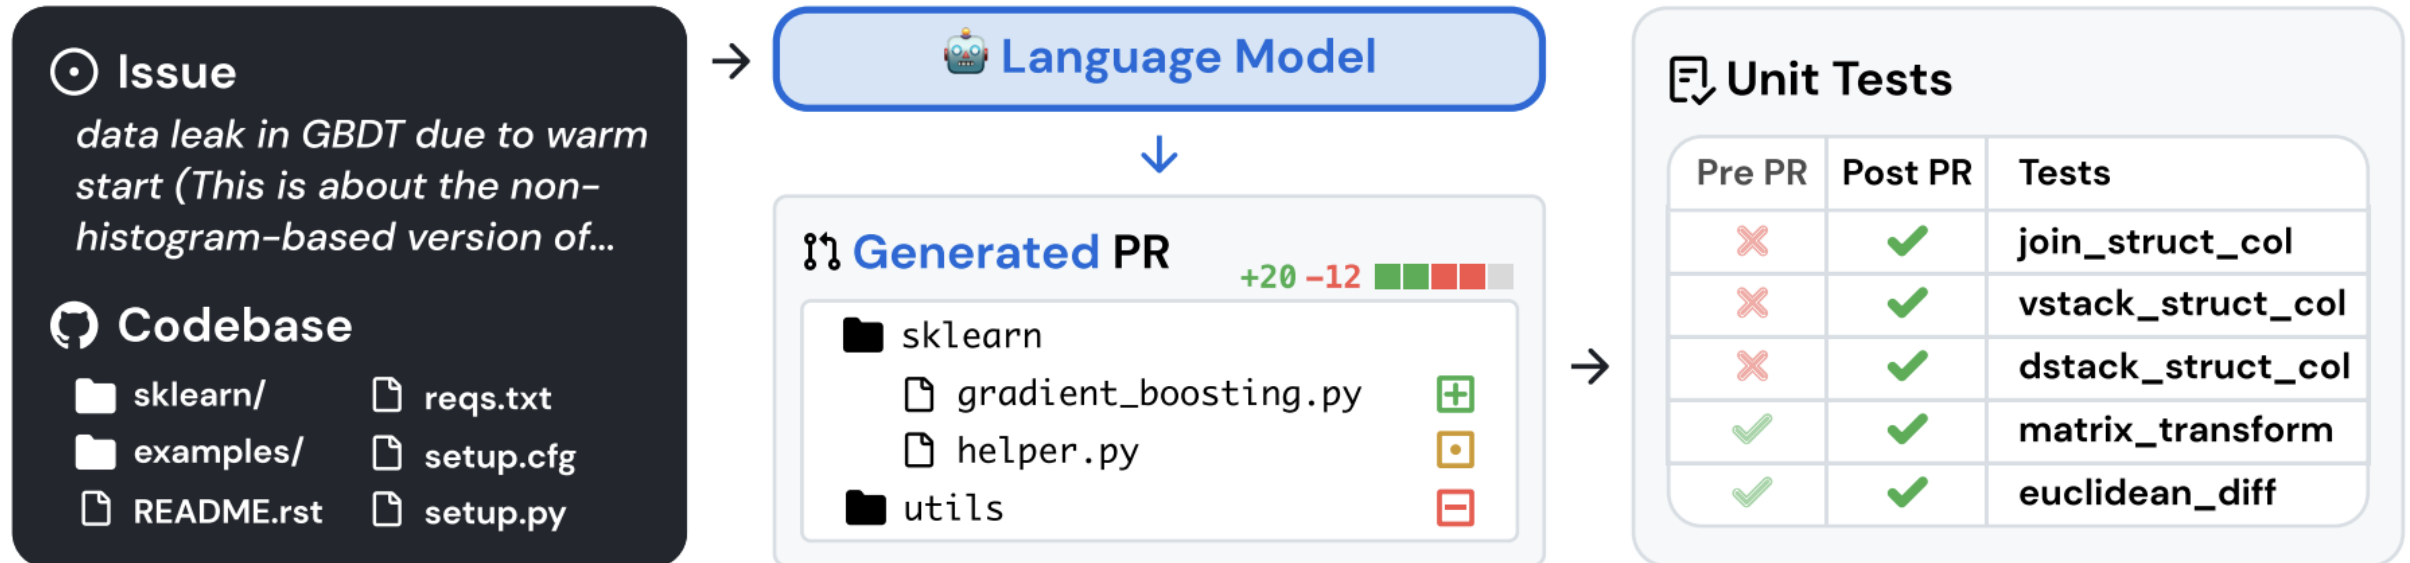 Issue
data leak in GBDT due to warm
start (This is about the non-
histogram-based version of...
Codebase
sklearn/
examples/
README.rst
reqs.txt
setup.cfg
setup.py
Language Model
Generated PR
+20 -12
sklearn
gradient_boosting.py
helper.py
utils
Unit Tests
Pre PR Post PR Tests
join_struct_col
vstack_struct_col
dstack_struct_col
matrix_transform
euclidean_diff